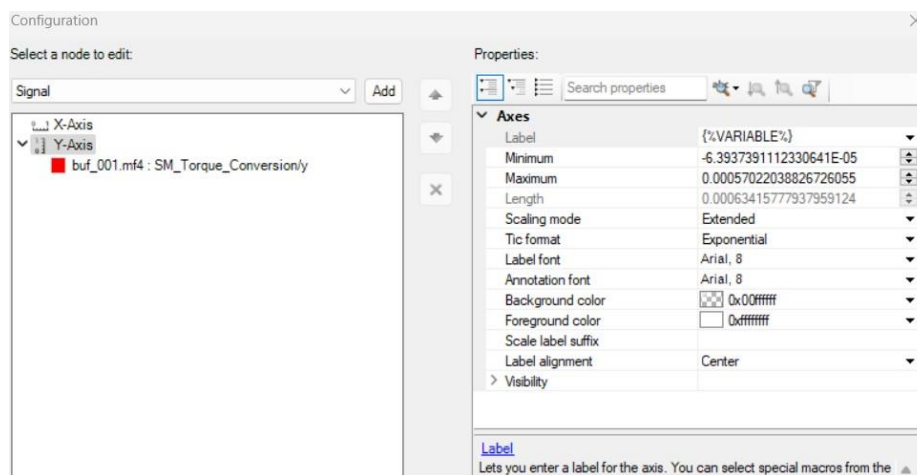 Configuration
Select a node to edit:
Signal
Add
X-Axis
Y-Axis
buf_001.mf4 : SM_Torque_Conversion/y
Properties:
Search properties
Axes
Label {%VARIABLE%}
Minimum -6.3937391112330641E-05
Maximum 0.00057022038826726055
Length 0.00063415777937959124
Scaling mode Extended
Tic format Exponential
Label font Arial, 8
Annotation font Arial, 8
Background color 0x00ffffff
Foreground color 0xffffffff
Scale label suffix
Label alignment Center
Visibility
Label
Lets you enter a label for the axis. You can select special macros from the